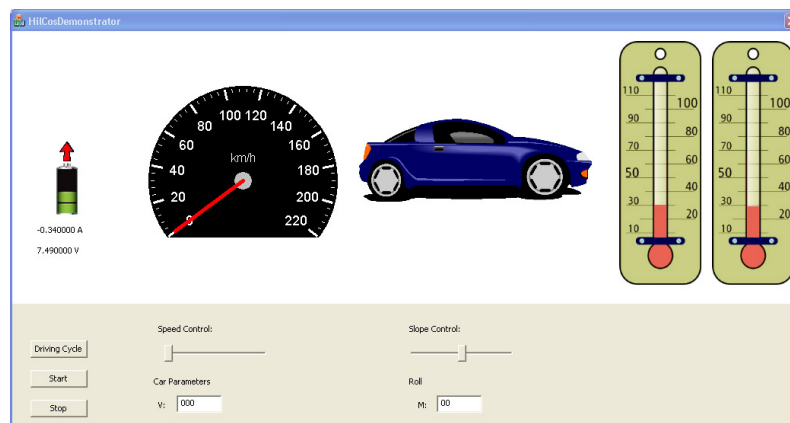 HilCosDemonstrator
-0.340000 A
7.490000 V
0
20
40
60
80
100
120
140
160
180
200
220
km/h
110
100
90
80
70
60
50
40
30
20
10
110
100
90
80
70
60
50
40
30
20
10
Speed Control:
Slope Control:
Driving Cycle
Start
Car Parameters
Roll
Stop
V: 000
M: 00